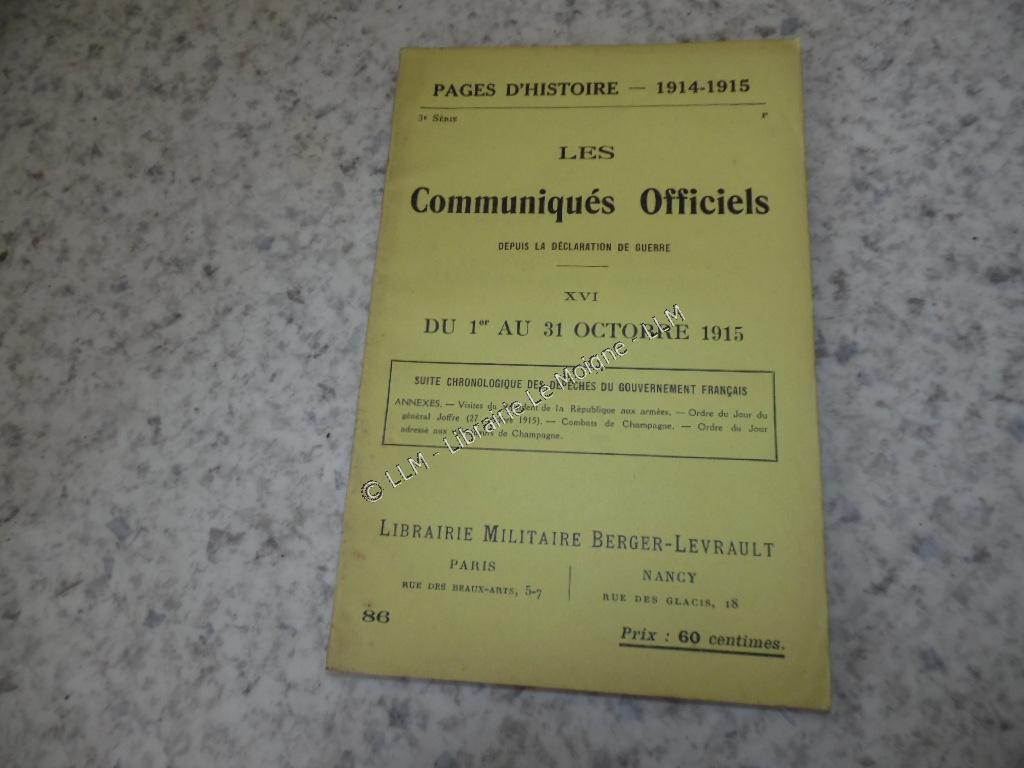 PAGES D'HISTOIRE — 1914-1915
3e SÉRIE P
LES
Communiqués Officiels
DEPUIS LA DÉCLARATION DE GUERRE
XVI
DU 1er AU 31 OCTOBRE 1915
SUITE CHRONOLOGIQUE DES DÉPÊCHES DU GOUVERNEMENT FRANÇAIS
ANNEXES. — Visites du Président de la République aux armées. — Ordre du Jour du
général Joffre (27 1915). — Combats de Champagne. — Ordre du Jour
adressé aux de Champagne.
LIBRAIRIE MILITAIRE BERGER-LEVRAULT
PARIS
RUE DES BEAUX-ARTS, 5-7
NANCY
RUE DES GLACIS, 18
86
Prix : 60 centimes.
© LLM - Librairie Le Moigne - LLM